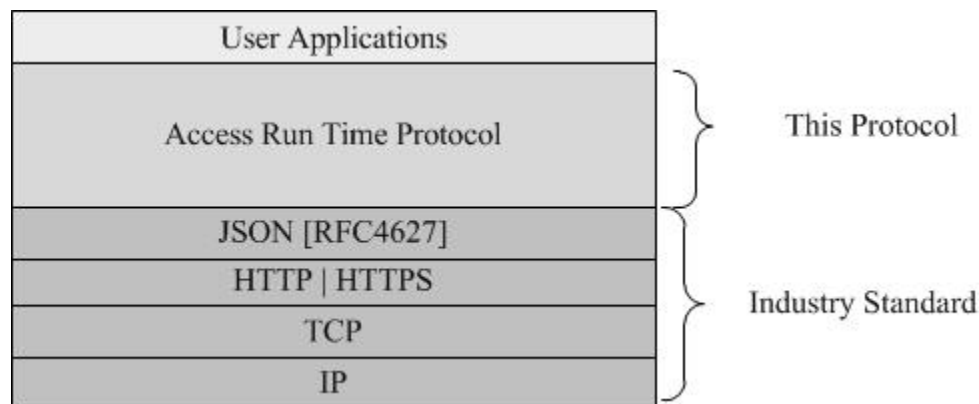 User Applications
Access Run Time Protocol
This Protocol
JSON [RFC4627]
HTTP | HTTPS
TCP
IP
Industry Standard